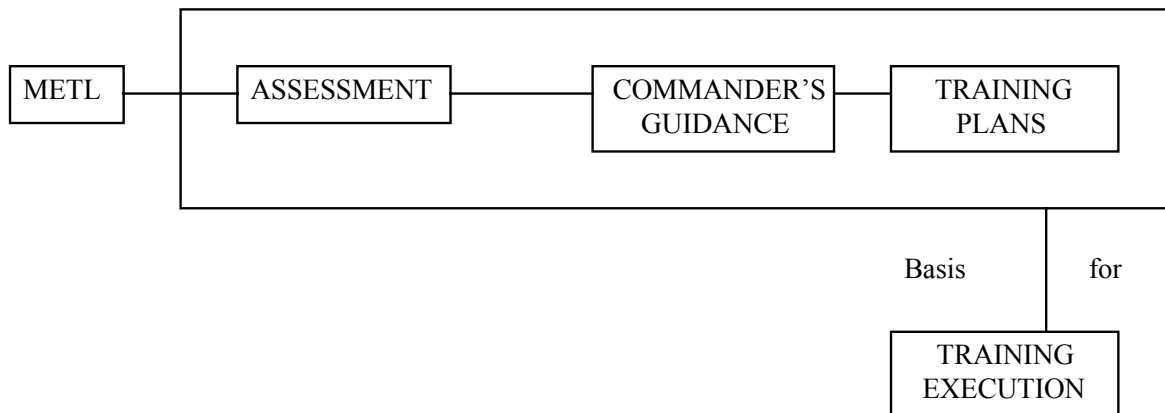 METL
ASSESSMENT
COMMANDER’S
GUIDANCE
TRAINING
PLANS
Basis for
TRAINING
EXECUTION